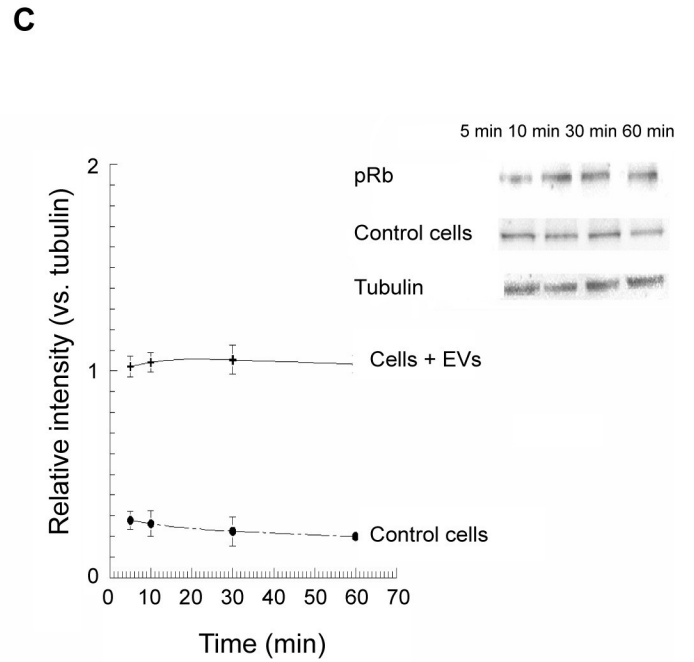 C
5 min 10 min 30 min 60 min
pRb
Control cells
Tubulin
Relative intensity (vs. tubulin)
2
1
0
Cells + EVs
Control cells
0 10 20 30 40 50 60 70
Time (min)